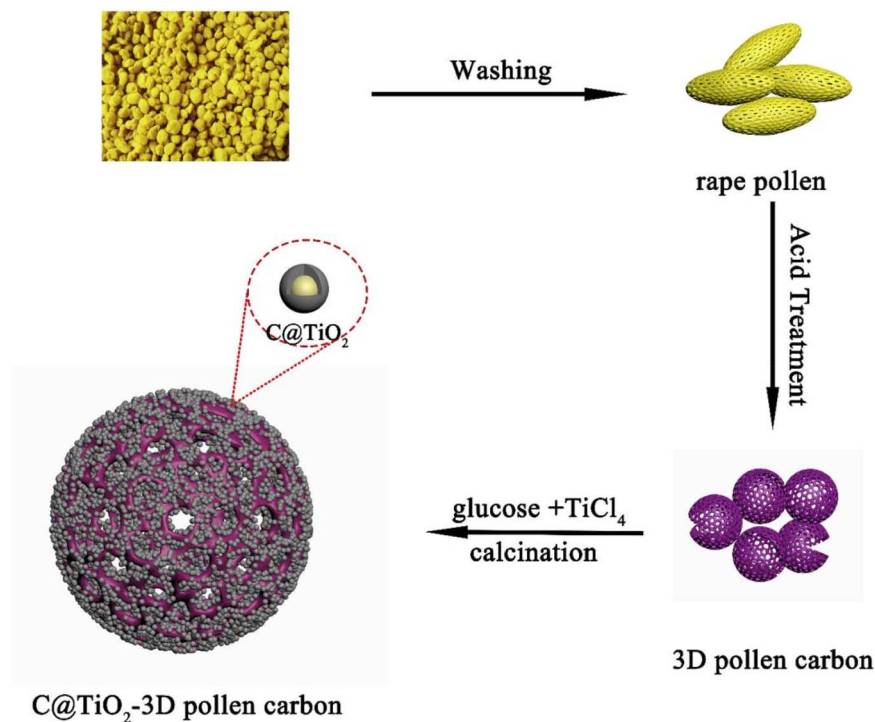 Washing
rape pollen
Acid Treatment
C@TiO₂
glucose +TiCl₄
calcination
3D pollen carbon
C@TiO₂-3D pollen carbon